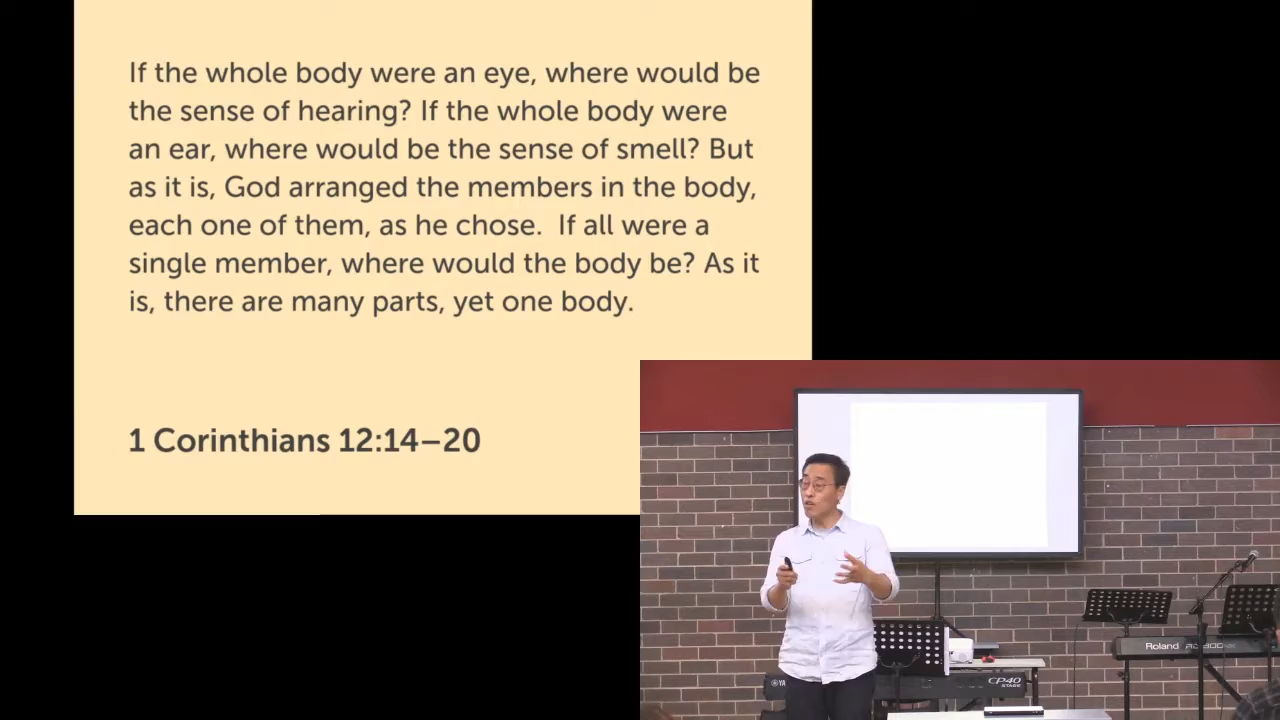 If the whole body were an eye, where would be
the sense of hearing? If the whole body were
an ear, where would be the sense of smell? But
as it is, God arranged the members in the body,
each one of them, as he chose.  If all were a
single member, where would the body be? As it
is, there are many parts, yet one body.
1 Corinthians 12:14–20
Roland
CP40
STAGE
YA